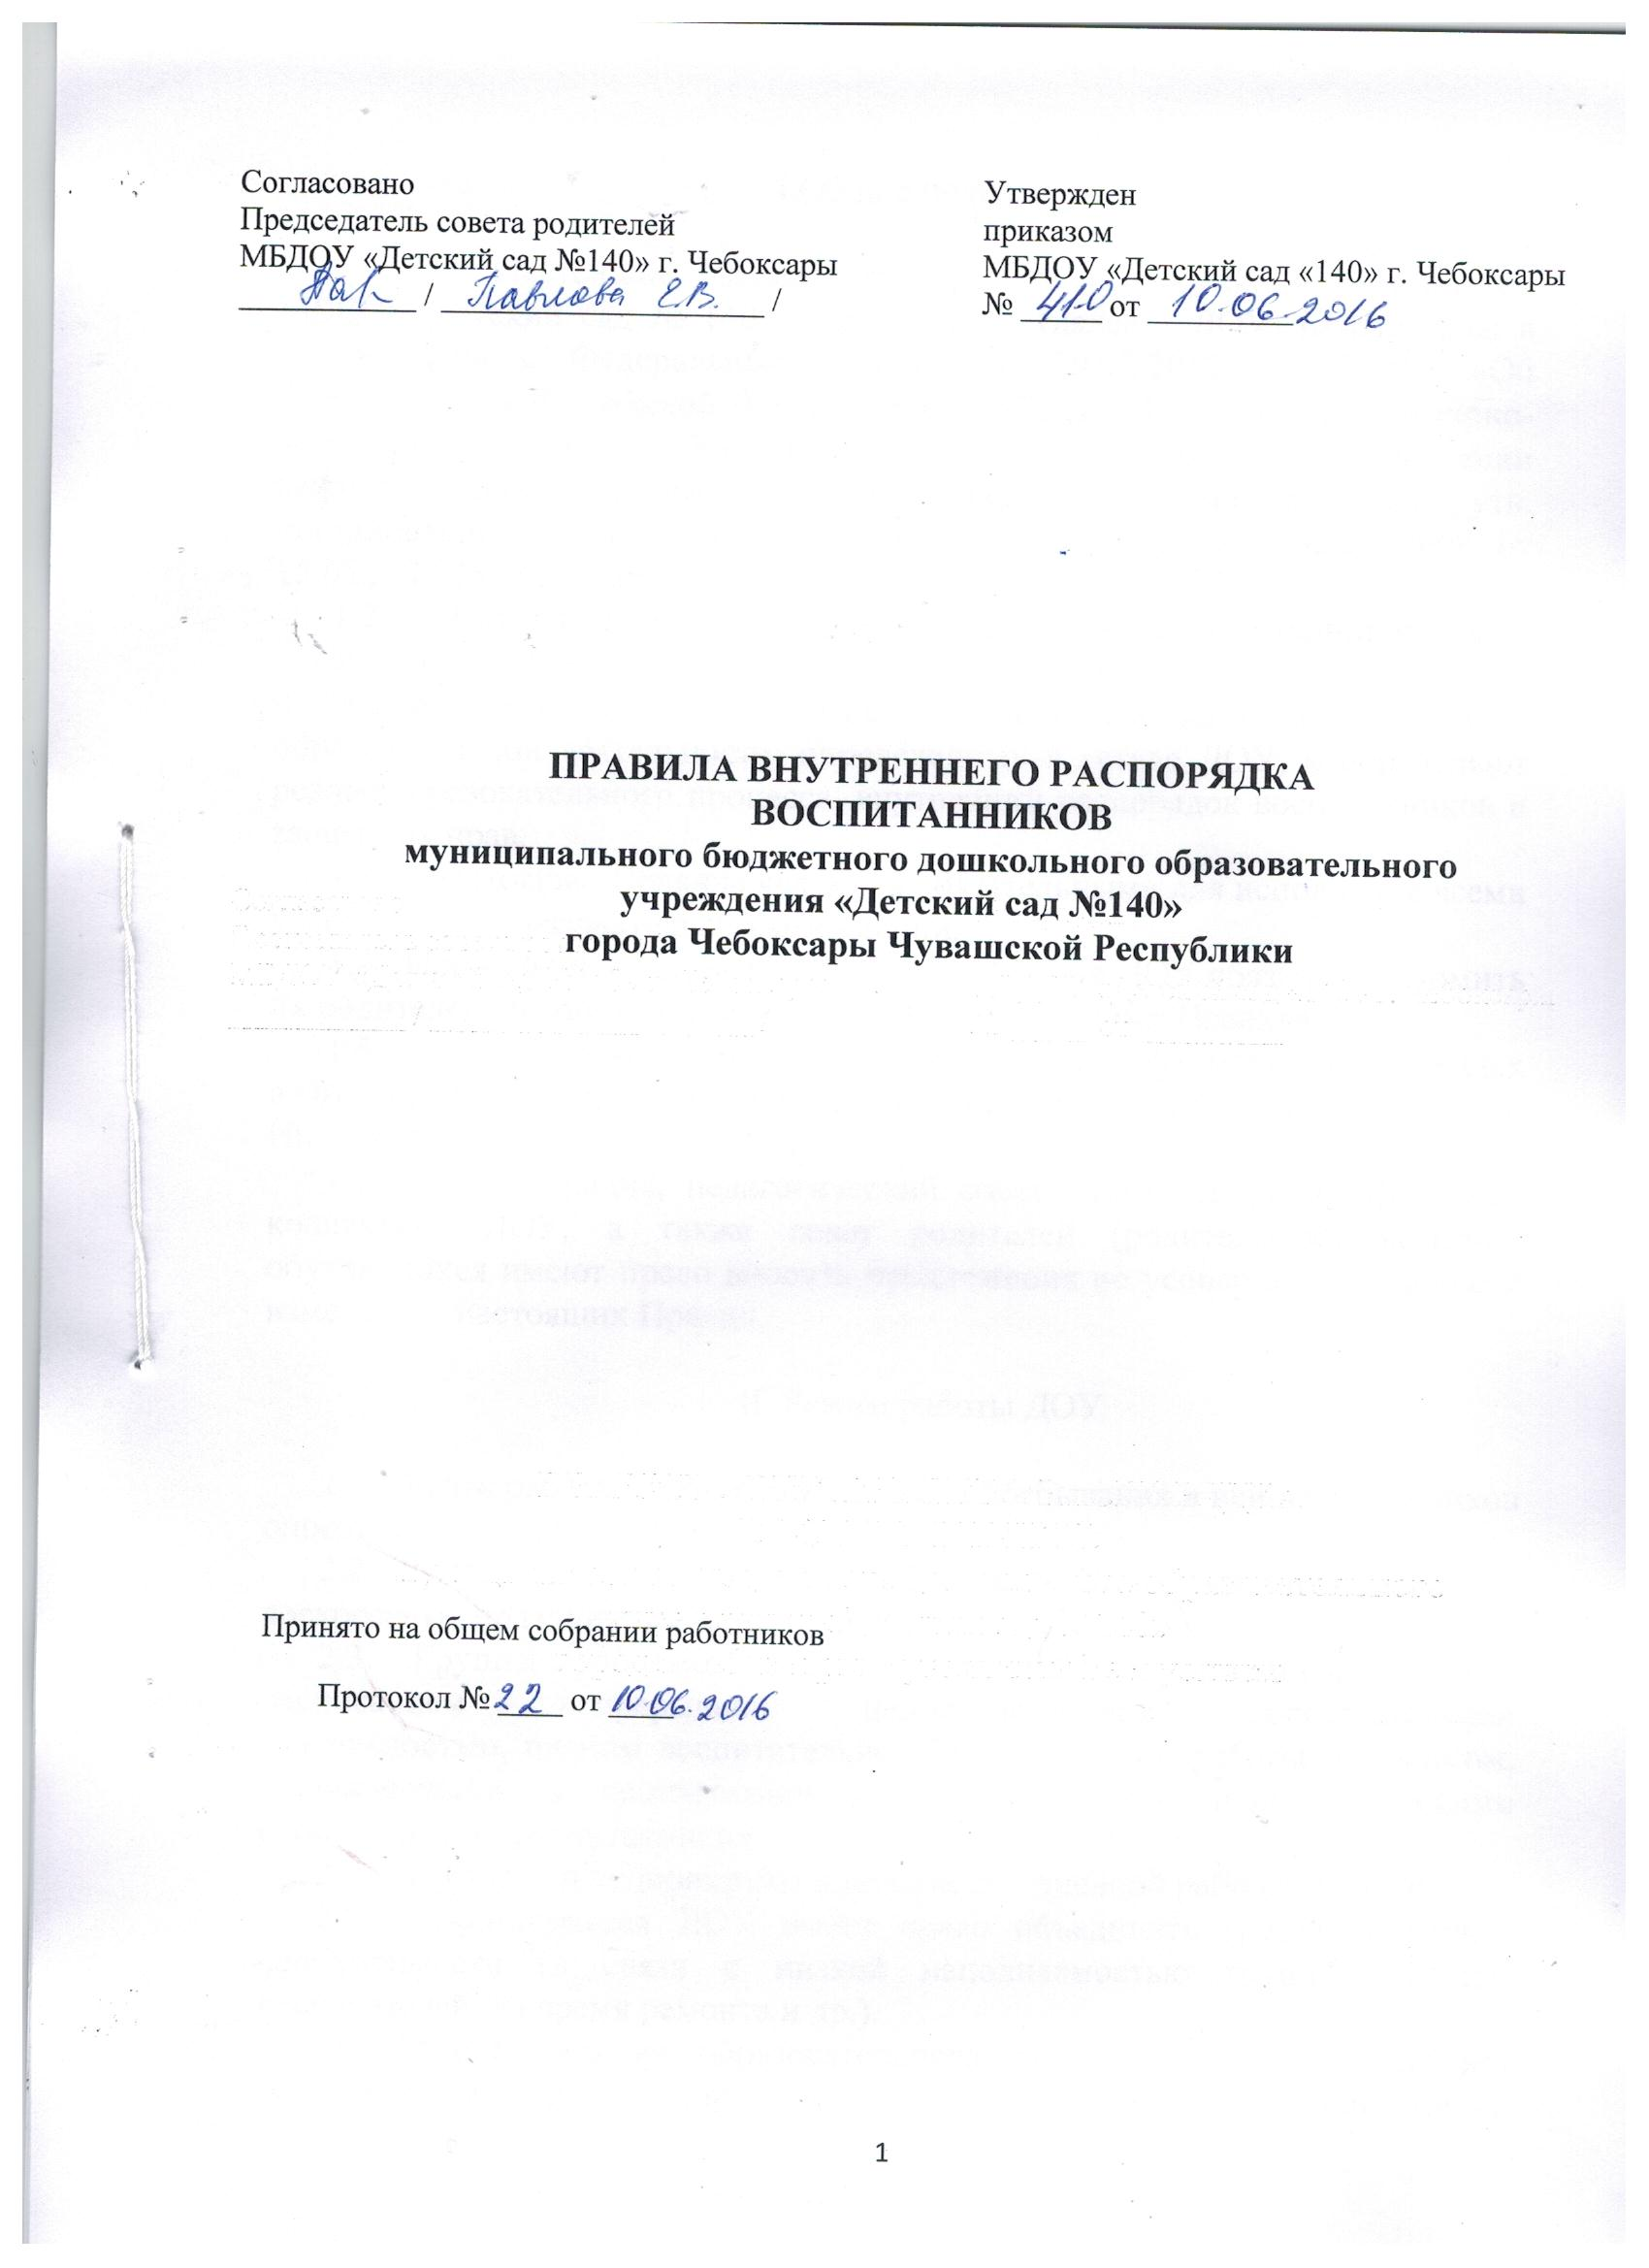 Согласовано
Председатель совета родителей
МБДОУ «Детский сад №140» г. Чебоксары
/ Павлова Е.В. /
Утвержден
приказом
МБДОУ «Детский сад «140» г. Чебоксары
№ 410 от 10.06.2016
ПРАВИЛА ВНУТРЕННЕГО РАСПОРЯДКА
ВОСПИТАННИКОВ
муниципального бюджетного дошкольного образовательного
учреждения «Детский сад №140»
города Чебоксары Чувашской Республики
Принято на общем собрании работников
Протокол № 22 от 10.06.2016
1